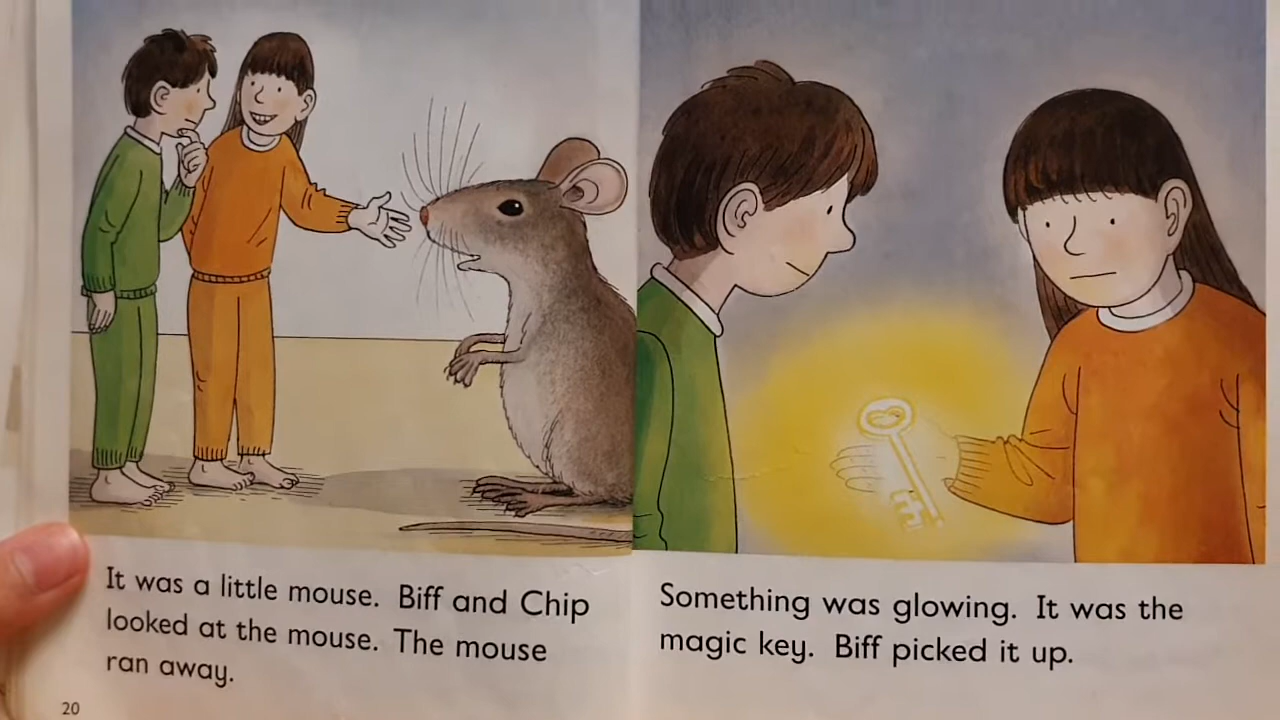 It was a little mouse. Biff and Chip
looked at the mouse. The mouse
ran away.
20
Something was glowing. It was the
magic key. Biff picked it up.